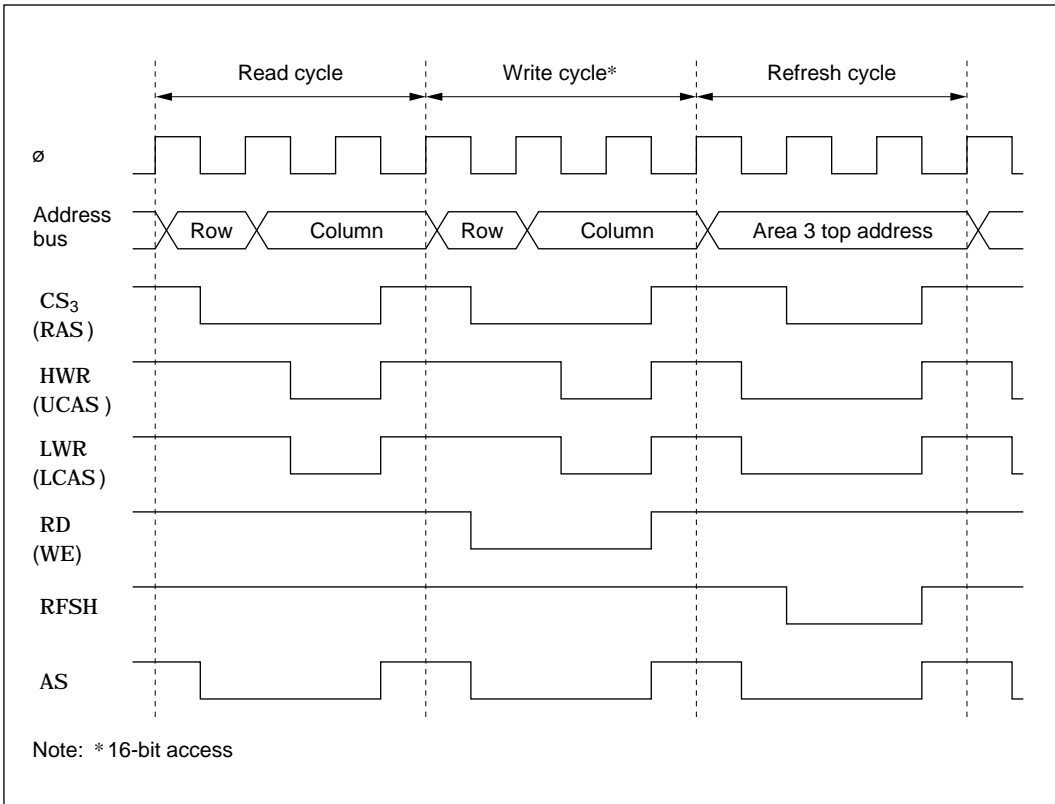 Read cycle Write cycle* Refresh cycle
ø
Address
bus
Row Column Row Column Area 3 top address
CS3
(RAS)
HWR
(UCAS )
LWR
(LCAS)
RD
(WE)
RFSH
AS
Note: * 16-bit access